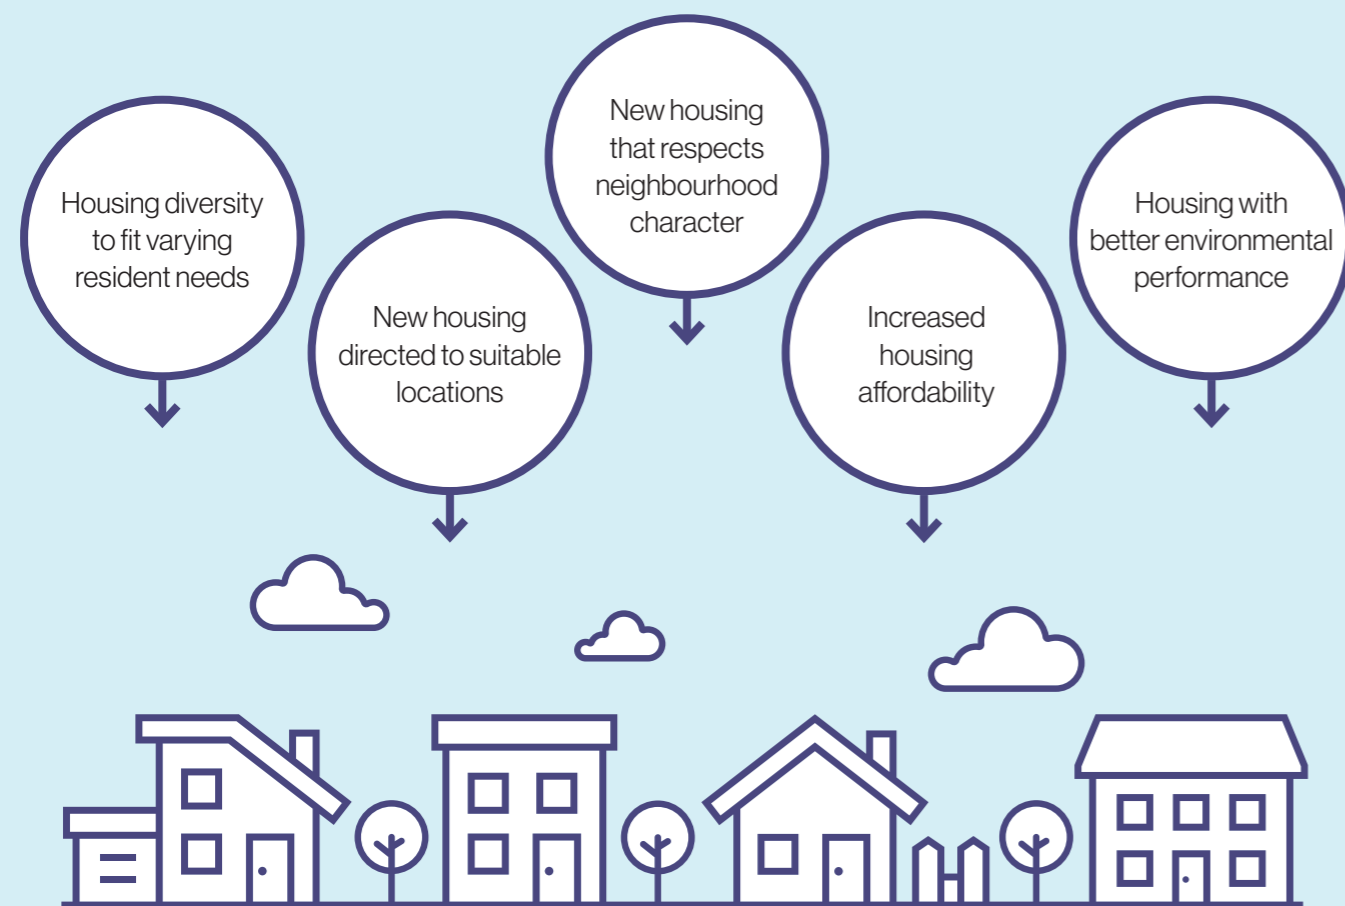 Housing diversity
to fit varying
resident needs
New housing
directed to suitable
locations
New housing
that respects
neighbourhood
character
Increased
housing
affordability
Housing with
better environmental
performance